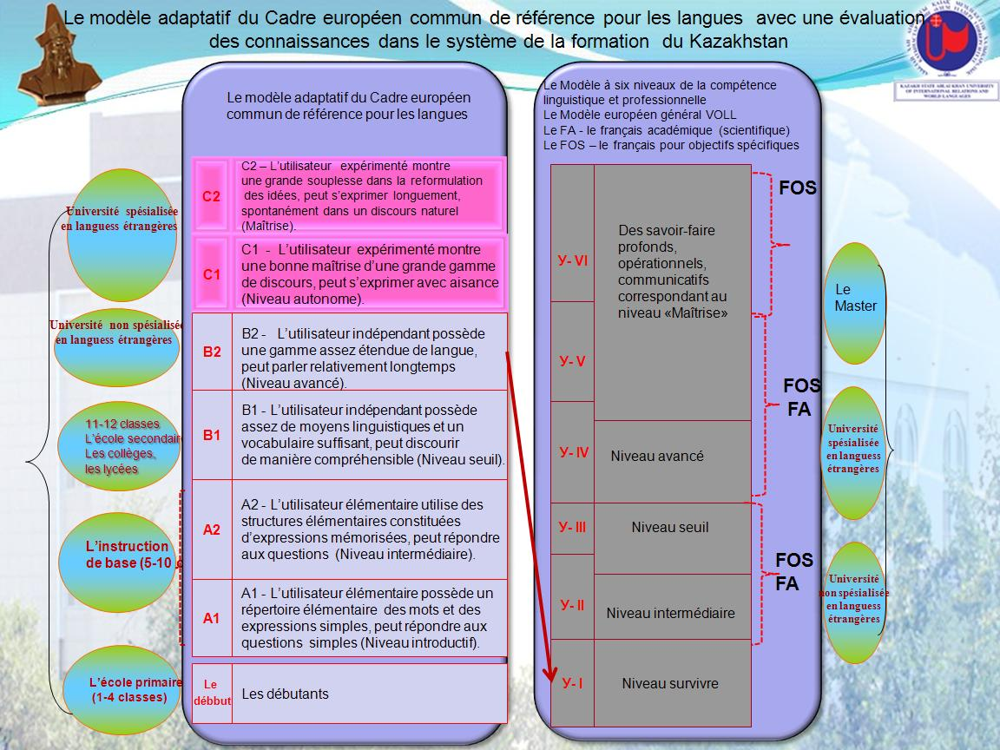 Le modèle adaptatif du Cadre européen commun de référence pour les langues avec une évaluation
des connaissances dans le système de la formation du Kazakhstan
KAZAKH STATE ABLAI KHAN UNIVERSITY
OF INTERNATIONAL RELATIONS AND
WORLD LANGUAGES
Université spésialisée
en languess étrangères
Université non spésialisée
en languess étrangères
11-12 classes
L’école secondaire
Les collèges,
les lycées
L’instruction
de base (5-10
L’école primaire
(1-4 classes)
Le modèle adaptatif du Cadre européen
commun de référence pour les langues
C2
C2 – L’utilisateur expérimenté montre
une grande souplesse dans la reformulation
des idées, peut s’exprimer longuement,
spontanément dans un discours naturel
(Maîtrise).
C1
C1 - L’utilisateur expérimenté montre
une bonne maîtrise d’une grande gamme
de discours, peut s’exprimer avec aisance
(Niveau autonome).
B2
B2 - L’utilisateur indépendant possède
une gamme assez étendue de langue,
peut parler relativement longtemps
(Niveau avancé).
B1
B1 - L’utilisateur indépendant possède
assez de moyens linguistiques et un
vocabulaire suffisant, peut discourir
de manière compréhensible (Niveau seuil).
A2
A2 - L’utilisateur élémentaire utilise des
structures élémentaires constituées
d’expressions mémorisées, peut répondre
aux questions (Niveau intermédiaire).
A1
A1 - L’utilisateur élémentaire possède un
répertoire élémentaire des mots et des
expressions simples, peut répondre aux
questions simples (Niveau introductif).
Le
débbut
Les débutants
Le Modèle à six niveaux de la compétence
linguistique et professionnelle
Le Modèle européen général VOLL
Le FA - le français académique (scientifique)
Le FOS – le français pour objectifs spécifiques
У- VI
Des savoir-faire
profonds,
opérationnels,
communicatifs
correspondant au
niveau «Maîtrise»
У- V
У- IV
Niveau avancé
У- III
Niveau seuil
У- II
Niveau intermédiaire
У- I
Niveau survivre
FOS
FOS
FA
FOS
FA
Le
Master
Université
spésialisée
en languess
étrangères
Université
non spésialisée
en languess
étrangères